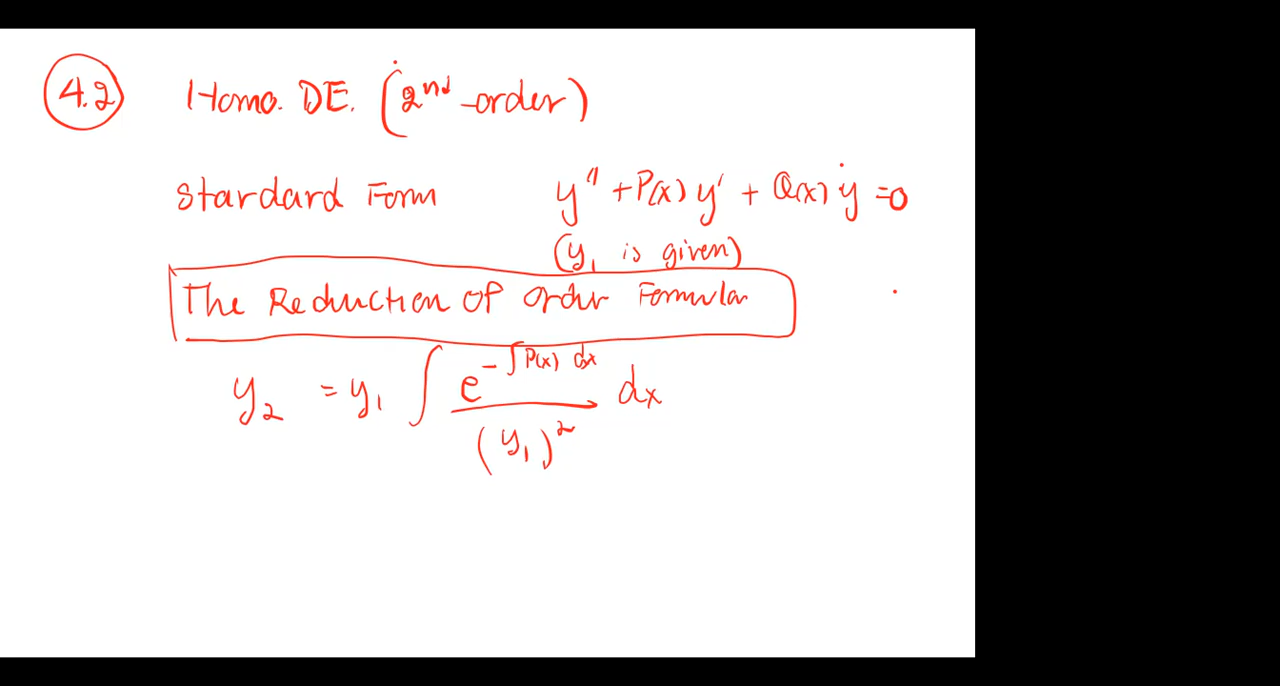 4.2 Homo. DE. (2nd-order)
Stardard Form y'' + P(x) y' + Q(x) y = 0
(y₁ is given)
The Reduction of Order Formular
y₂ = y₁ ∫ e^(-∫P(x) dx) / (y₁)² dx